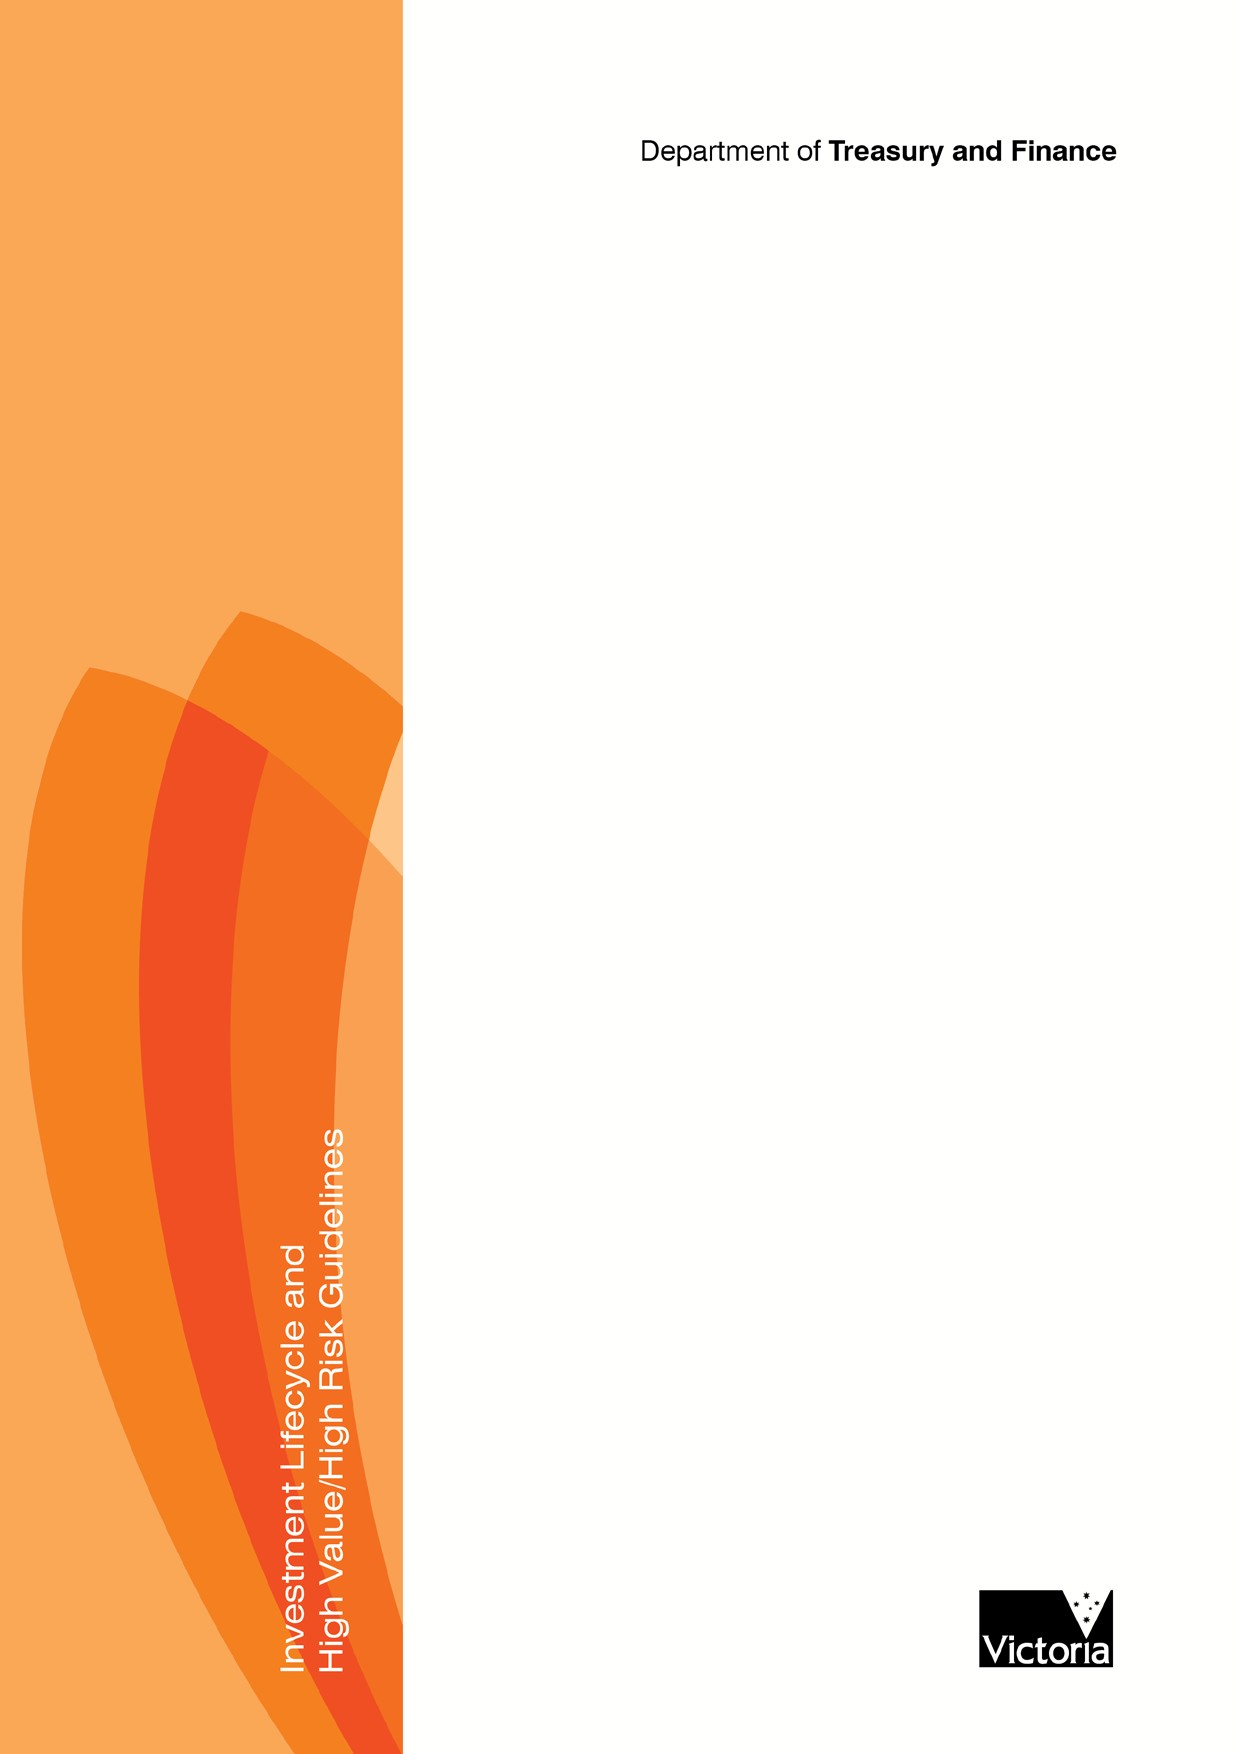 Department of Treasury and Finance
Investment Lifecycle and
High Value/High Risk Guidelines
Victoria